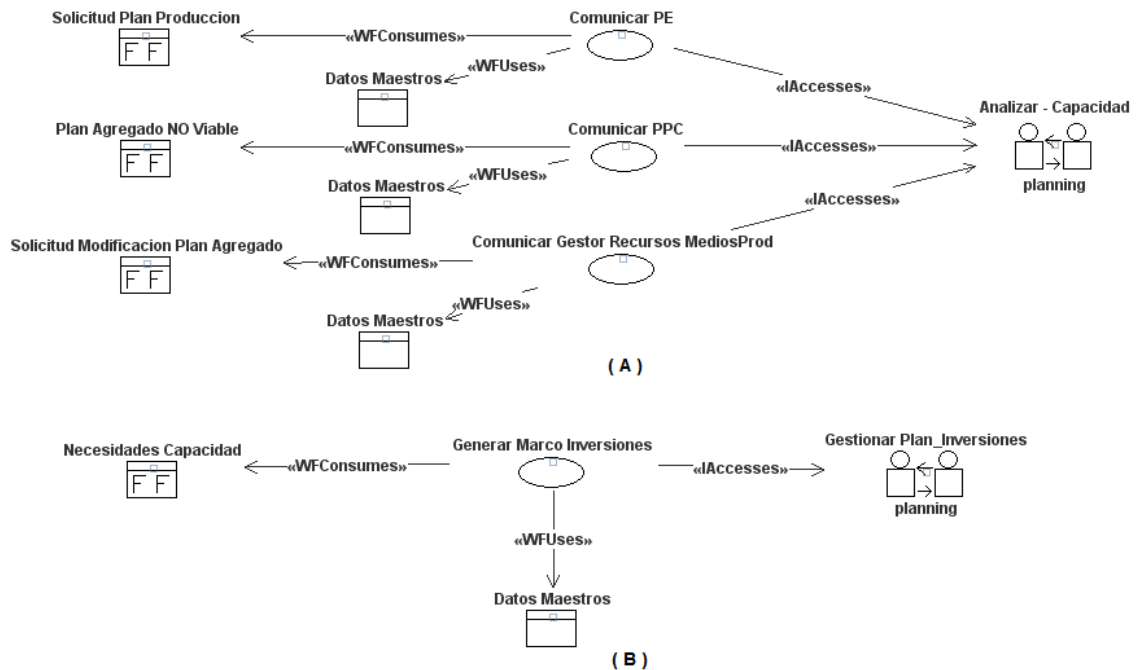 Solicitud Plan Produccion
Comunicar PE
«WFConsumes»
F F
«WFUses»
Datos Maestros
«IAccesses»
Analizar - Capacidad
planning
Plan Agregado NO Viable
Comunicar PPC
«WFConsumes»
«IAccesses»
F F
«WFUses»
Datos Maestros
«IAccesses»
Solicitud Modificacion Plan Agregado
Comunicar Gestor Recursos MediosProd
«WFConsumes»
F F
«WFUses»
Datos Maestros
( A )
Necesidades Capacidad
Generar Marco Inversiones
Gestionar Plan_Inversiones
«WFConsumes»
«IAccesses»
F F
planning
«WFUses»
Datos Maestros
( B )